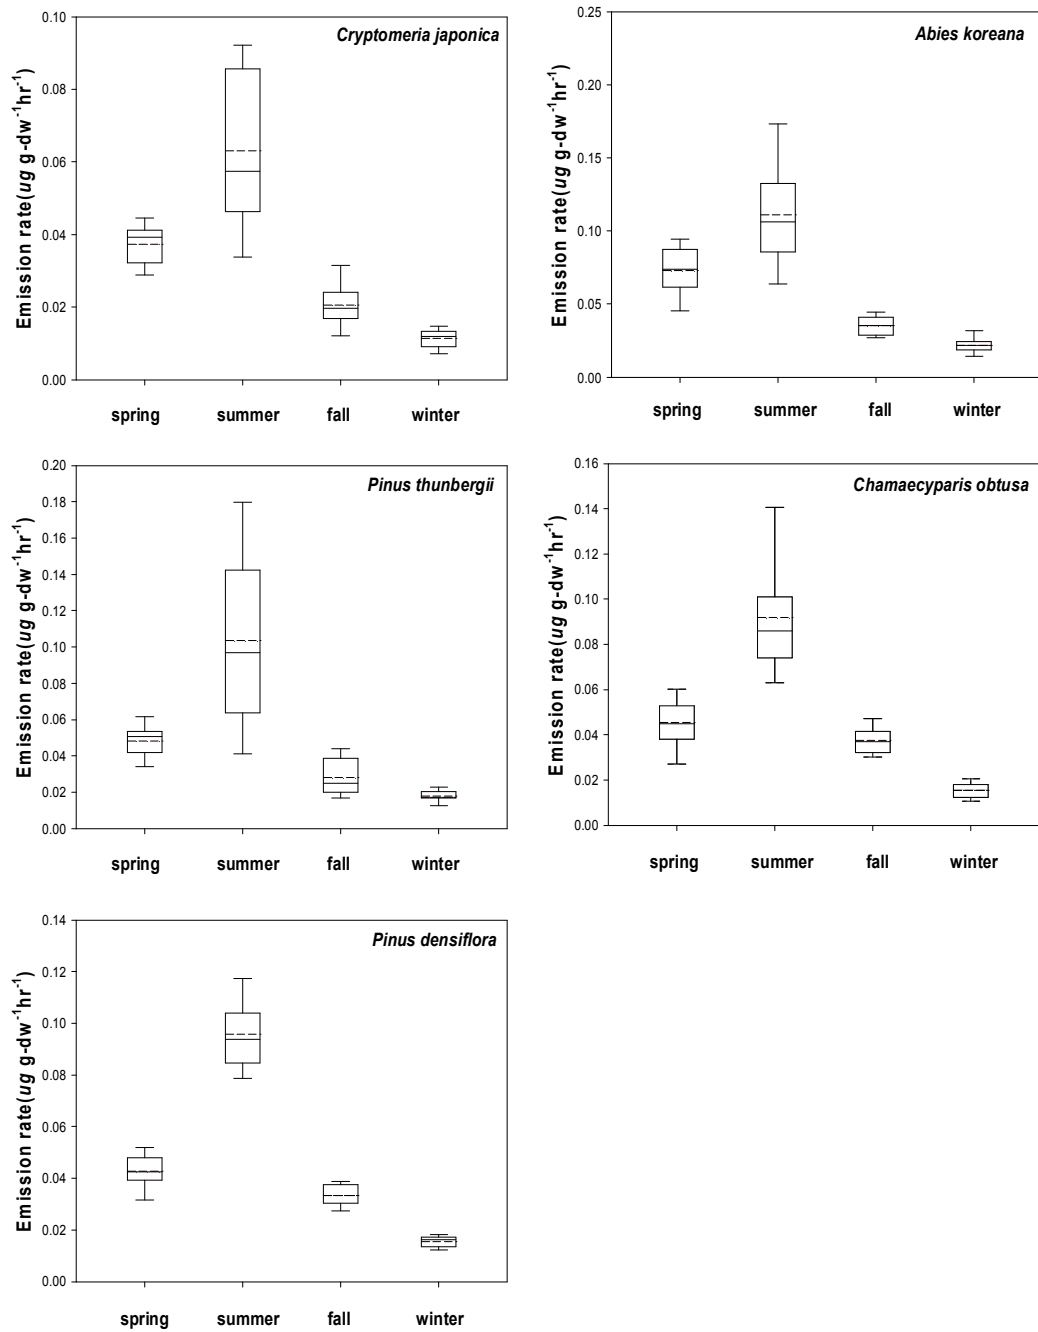 Cryptomeria japonica
Emission rate(ug g-dw⁻¹hr⁻¹)
0.10
0.08
0.06
0.04
0.02
0.00
spring summer fall winter
Abies koreana
Emission rate(ug g-dw⁻¹hr⁻¹)
0.25
0.20
0.15
0.10
0.05
0.00
spring summer fall winter
Pinus thunbergii
Emission rate(ug g-dw⁻¹hr⁻¹)
0.20
0.18
0.16
0.14
0.12
0.10
0.08
0.06
0.04
0.02
0.00
spring summer fall winter
Chamaecyparis obtusa
Emission rate(ug g-dw⁻¹hr⁻¹)
0.16
0.14
0.12
0.10
0.08
0.06
0.04
0.02
0.00
spring summer fall winter
Pinus densiflora
Emission rate(ug g-dw⁻¹hr⁻¹)
0.14
0.12
0.10
0.08
0.06
0.04
0.02
0.00
spring summer fall winter